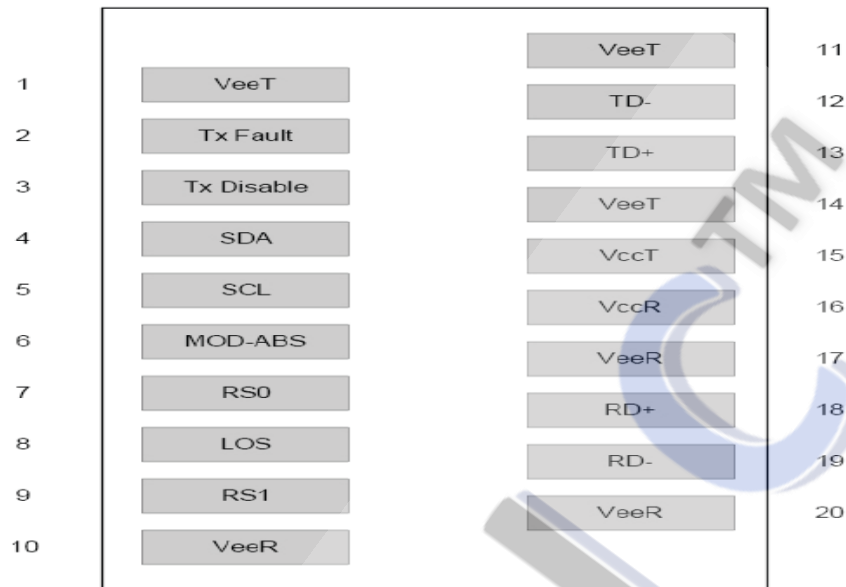 VeeT 11
1 VeeT
TD- 12
2 Tx Fault
TD+ 13
3 Tx Disable
VeeT 14
4 SDA
VccT 15
5 SCL
VccR 16
6 MOD-ABS
VeeR 17
7 RS0
RD+ 18
8 LOS
RD- 19
9 RS1
VeeR 20
10 VeeR
TM